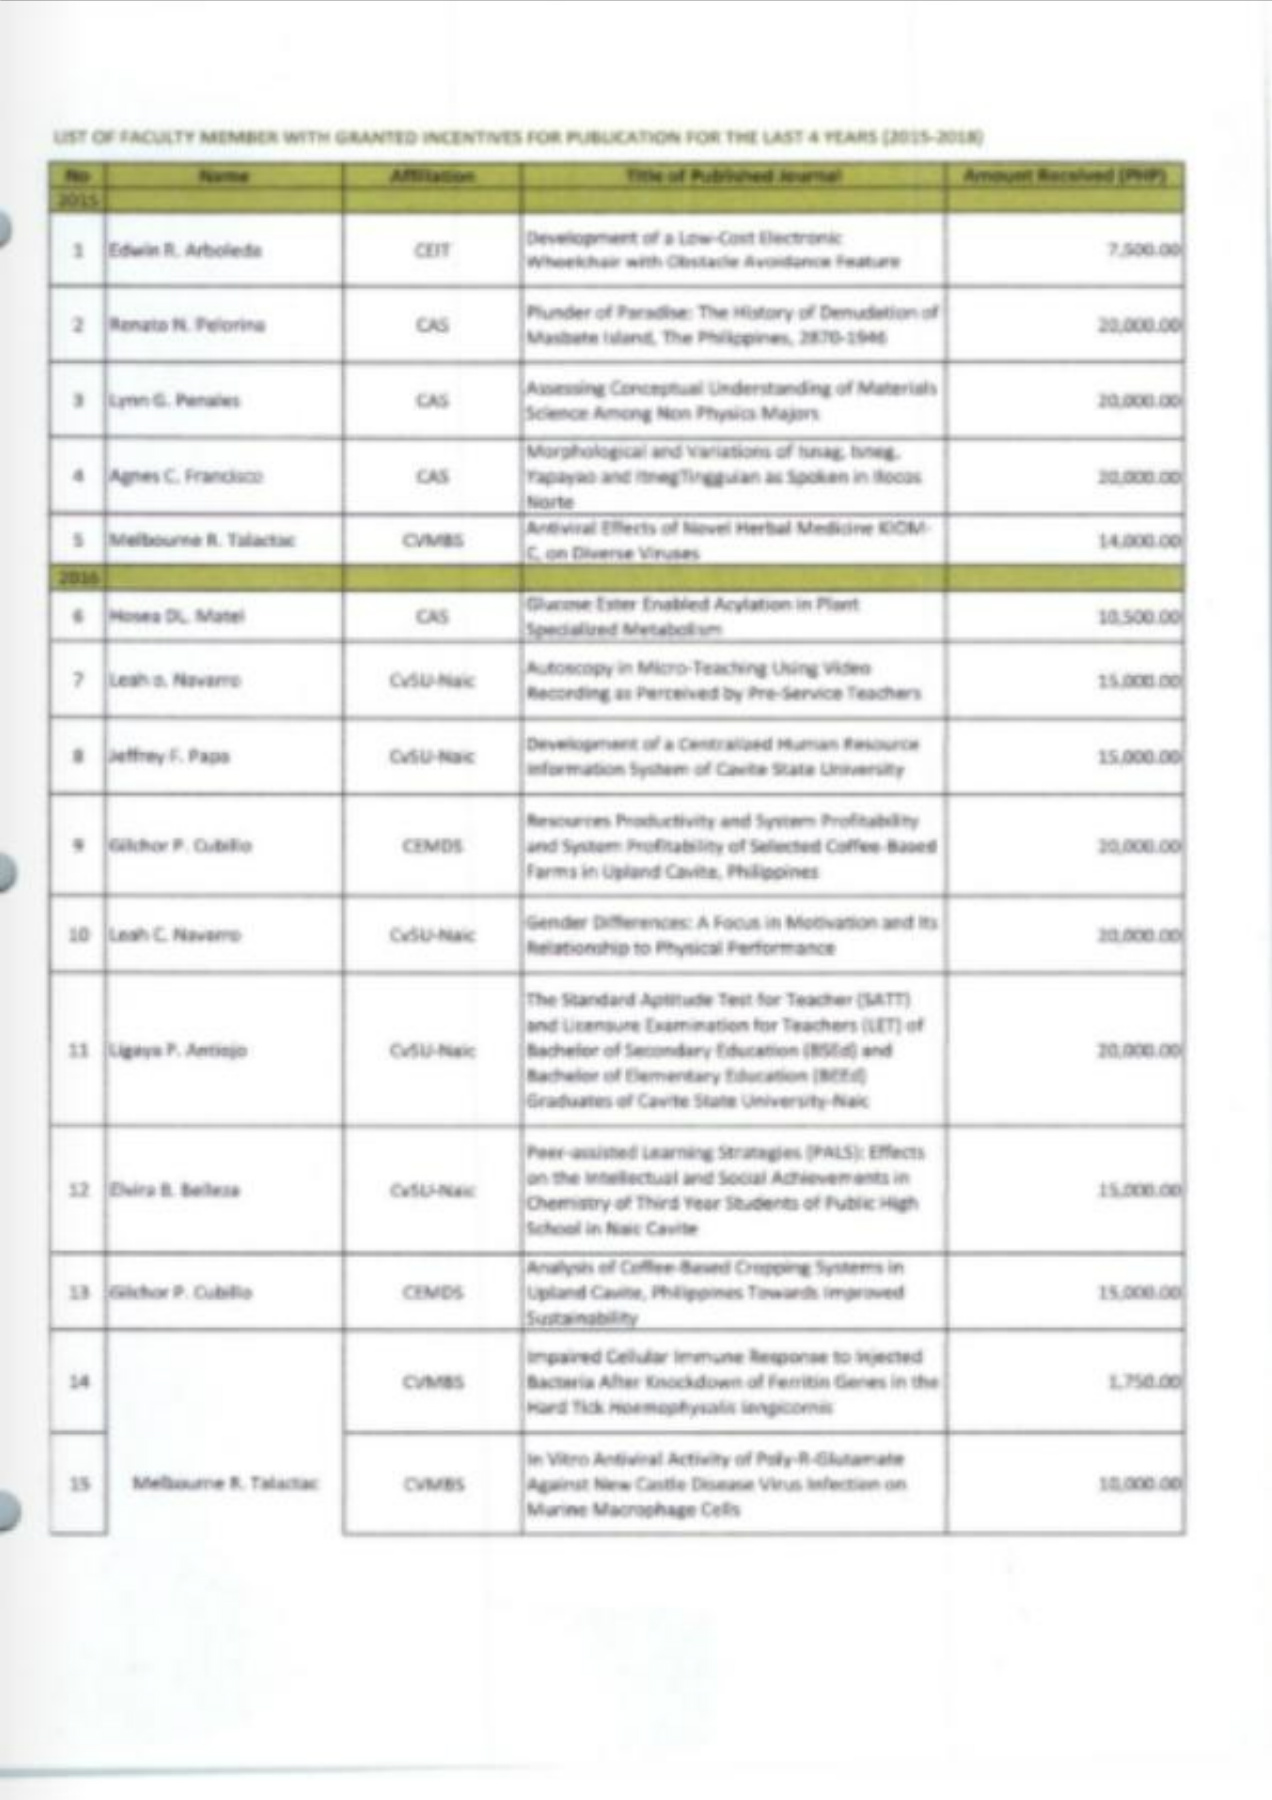 LIST OF FACULTY MEMBER WITH GRANTED INCENTIVES FOR PUBLICATION FOR THE LAST 4 YEARS (2015-2018)
No Name Affiliation Title of Published Journal Amount Received (PHP)
2015
1 Edwin R. Arboleda CEIT Development of a Low-Cost Electronic
Wheelchair with Obstacle Avoidance Feature 7,500.00
2 Renato N. Pelorina CAS Plunder of Paradise: The History of Denudation of
Masbate Island, The Philippines, 2870-1946 20,000.00
3 Lynn G. Penales CAS Assessing Conceptual Understanding of Materials
Science Among Non Physics Majors 20,000.00
4 Agnes C. Francisco CAS Morphological and Variations of Isnag, Isneg,
Yapayao and ItnegTingguian as Spoken in Ilocos
Norte 20,000.00
5 Melbourne R. Talactac CVMBS Antiviral Effects of Novel Herbal Medicine KIOM-
C, on Diverse Viruses 14,000.00
2016
6 Hosea DL. Matel CAS Glucose Ester Enabled Acylation in Plant
Specialized Metabolism 10,500.00
7 Leah o. Navarro CvSU-Naic Autoscopy in Micro-Teaching Using Video
Recording as Perceived by Pre-Service Teachers 15,000.00
8 Jeffrey F. Papa CvSU-Naic Development of a Centralized Human Resource
Information System of Cavite State University 15,000.00
9 Gilchor P. Cubillo CEMDS Resources Productivity and System Profitability
and System Profitability of Selected Coffee-Based
Farms in Upland Cavite, Philippines 20,000.00
10 Leah C. Navarro CvSU-Naic Gender Differences: A Focus in Motivation and Its
Relationship to Physical Performance 20,000.00
11 Ligaya P. Antiojo CvSU-Naic The Standard Aptitude Test for Teacher (SATT)
and Licensure Examination for Teachers (LET) of
Bachelor of Secondary Education (BSEd) and
Bachelor of Elementary Education (BEEd)
Graduates of Cavite State University-Naic 20,000.00
12 Elvira B. Belleza CvSU-Naic Peer-assisted Learning Strategies (PALS): Effects
on the Intellectual and Social Achievements in
Chemistry of Third Year Students of Public High
School in Naic Cavite 15,000.00
13 Gilchor P. Cubillo CEMDS Analysis of Coffee-Based Cropping Systems in
Upland Cavite, Philippines Towards Improved
Sustainability 15,000.00
14 CVMBS Impaired Cellular Immune Response to Injected
Bacteria After Knockdown of Ferritin Genes in the
Hard Tick Haemaphysalis longicornis 1,750.00
15 Melbourne R. Talactac CVMBS In Vitro Antiviral Activity of Poly-R-Glutamate
Against New Castle Disease Virus Infection on
Murine Macrophage Cells 10,000.00